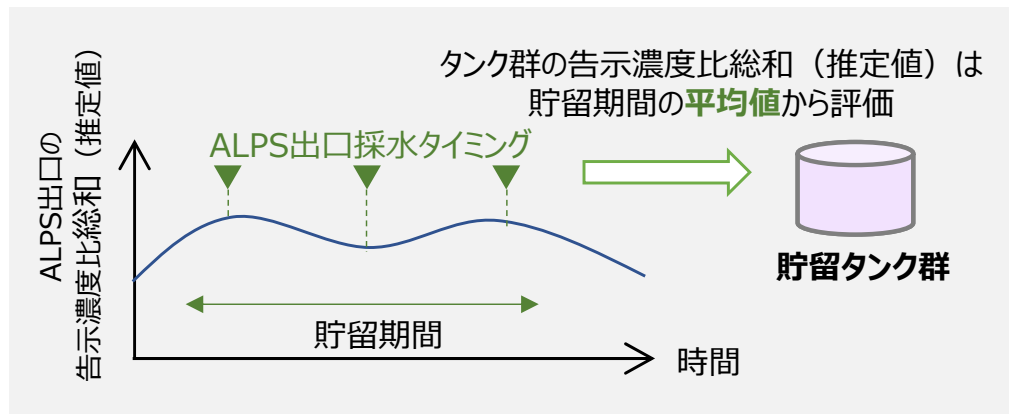 タンク群の告示濃度比総和（推定値）は
貯留期間の平均値から評価
ALPS出口の
告示濃度比総和（推定値）
ALPS出口採水タイミング
貯留タンク群
貯留期間
時間